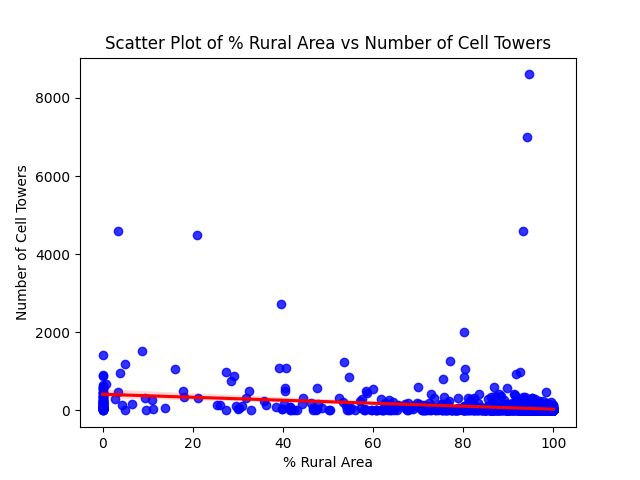 Scatter Plot of % Rural Area vs Number of Cell Towers
8000
6000
4000
2000
0
Number of Cell Towers
0 20 40 60 80 100
% Rural Area